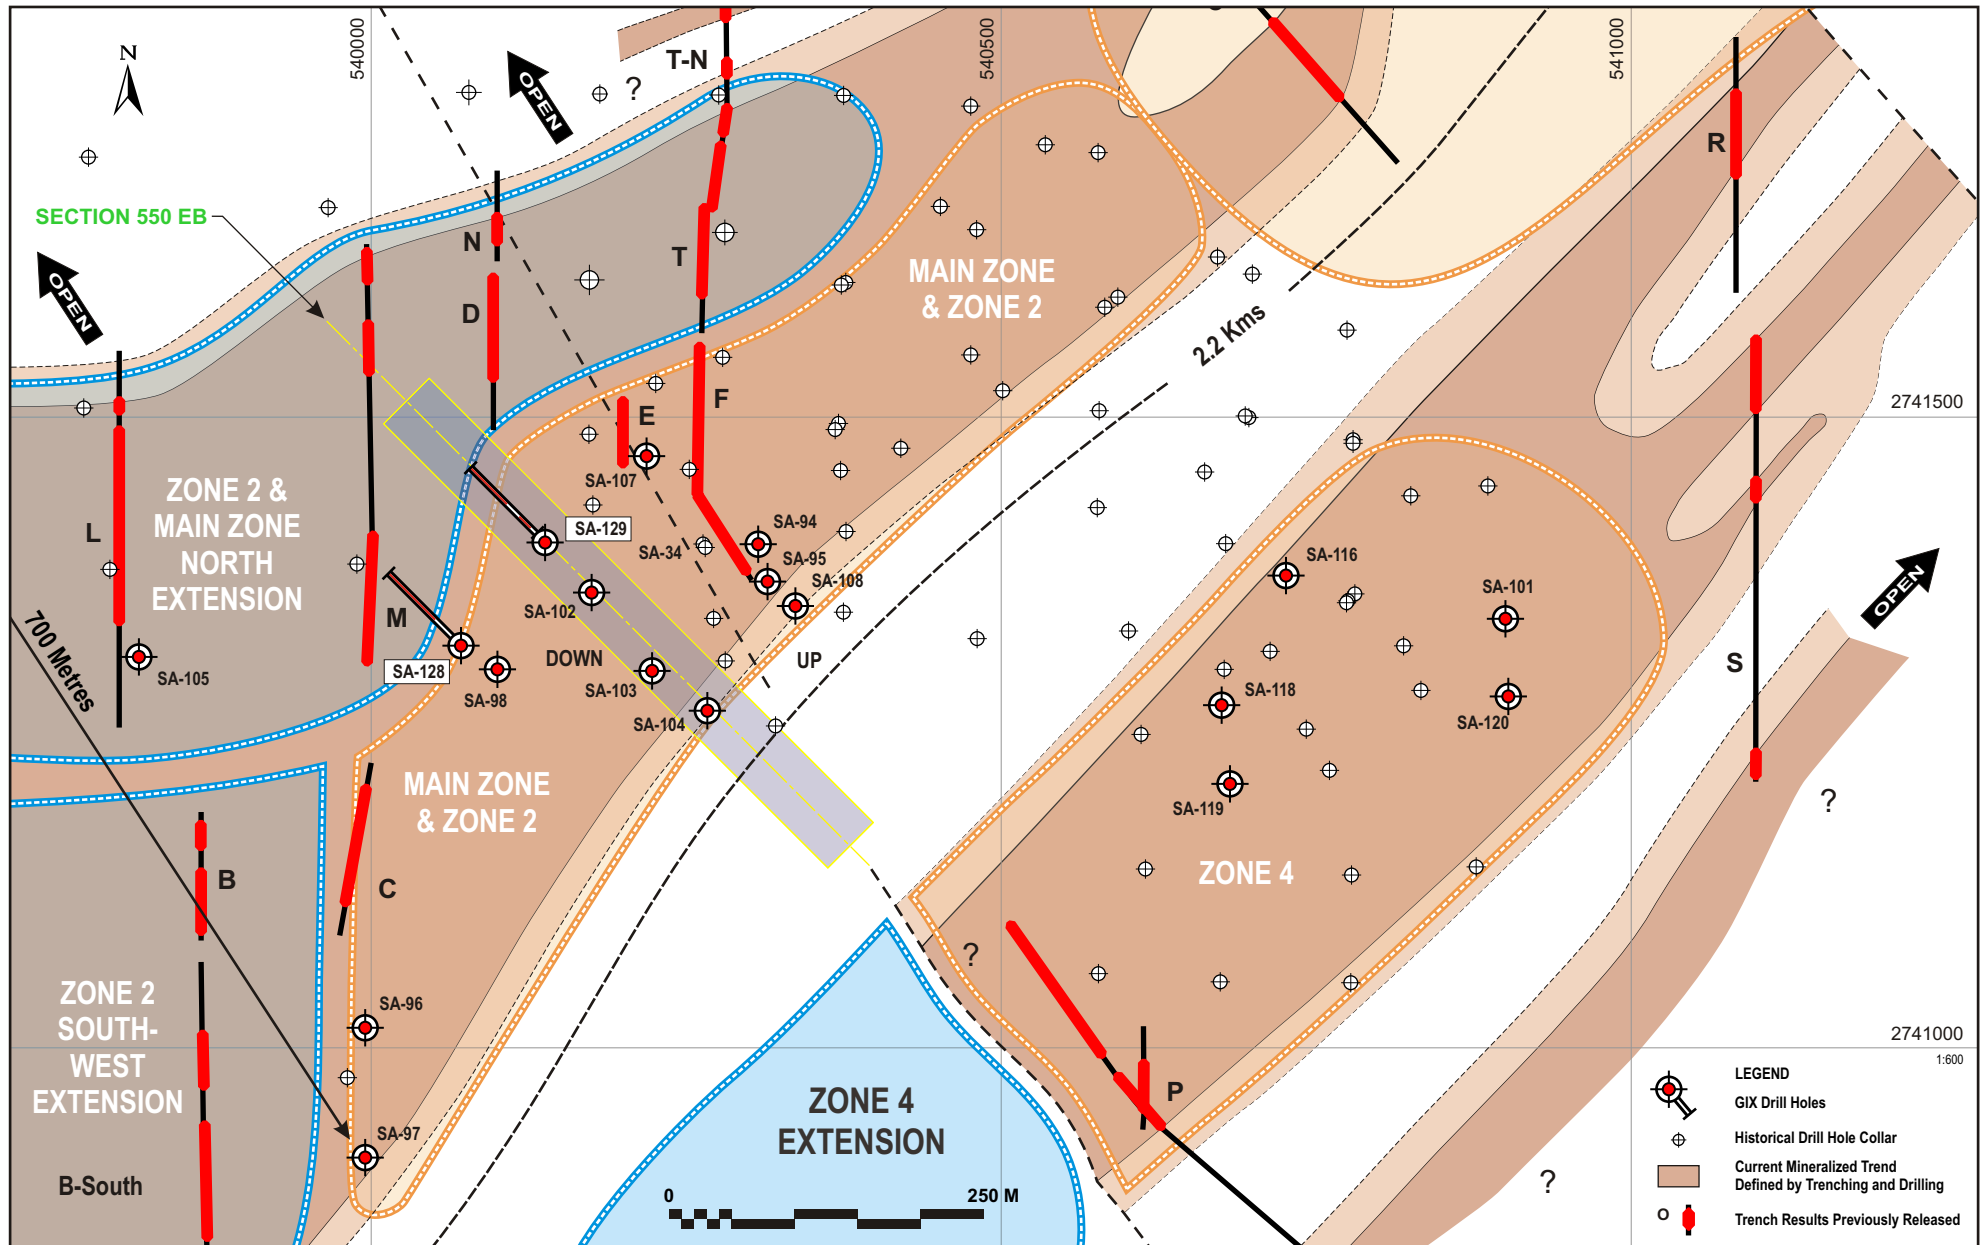 N
540000
540500
541000
OPEN
?
T-N
R
SECTION 550 EB
N
T
MAIN ZONE
& ZONE 2
OPEN
D
2.2 Kms
F
E
2741500
SA-107
ZONE 2 &
MAIN ZONE
NORTH
EXTENSION
L
SA-129
SA-34
SA-94
SA-95
SA-108
SA-116
SA-101
OPEN
SA-102
M
700 Metres
DOWN
UP
SA-105
SA-128
SA-98
SA-103
SA-104
SA-118
SA-120
S
MAIN ZONE
& ZONE 2
SA-119
?
B
C
ZONE 4
?
ZONE 2
SOUTH-
WEST
EXTENSION
SA-96
2741000
1:600
SA-97
B-South
ZONE 4
EXTENSION
P
?
0
250 M
LEGEND
GIX Drill Holes
Historical Drill Hole Collar
Current Mineralized Trend
Defined by Trenching and Drilling
O
Trench Results Previously Released